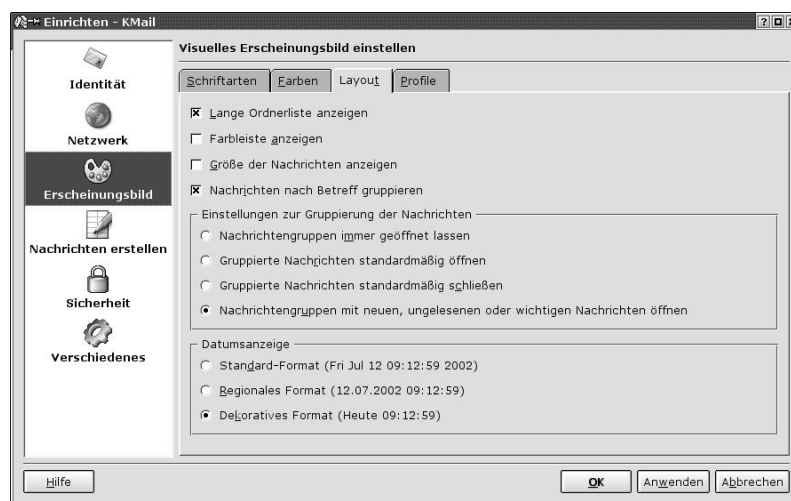 Einrichten - KMail
Identität
Netzwerk
Erscheinungsbild
Nachrichten erstellen
Sicherheit
Verschiedenes
Visuelles Erscheinungsbild einstellen
Schriftarten Farben Layout Profile
Lange Ordnerliste anzeigen
Farbleiste anzeigen
Größe der Nachrichten anzeigen
Nachrichten nach Betreff gruppieren
Einstellungen zur Gruppierung der Nachrichten
Nachrichtengruppen immer geöffnet lassen
Gruppierte Nachrichten standardmäßig öffnen
Gruppierte Nachrichten standardmäßig schließen
Nachrichtengruppen mit neuen, ungelesenen oder wichtigen Nachrichten öffnen
Datumsanzeige
Standard-Format (Fri Jul 12 09:12:59 2002)
Regionales Format (12.07.2002 09:12:59)
Dekoratives Format (Heute 09:12:59)
Hilfe OK Anwenden Abbrechen